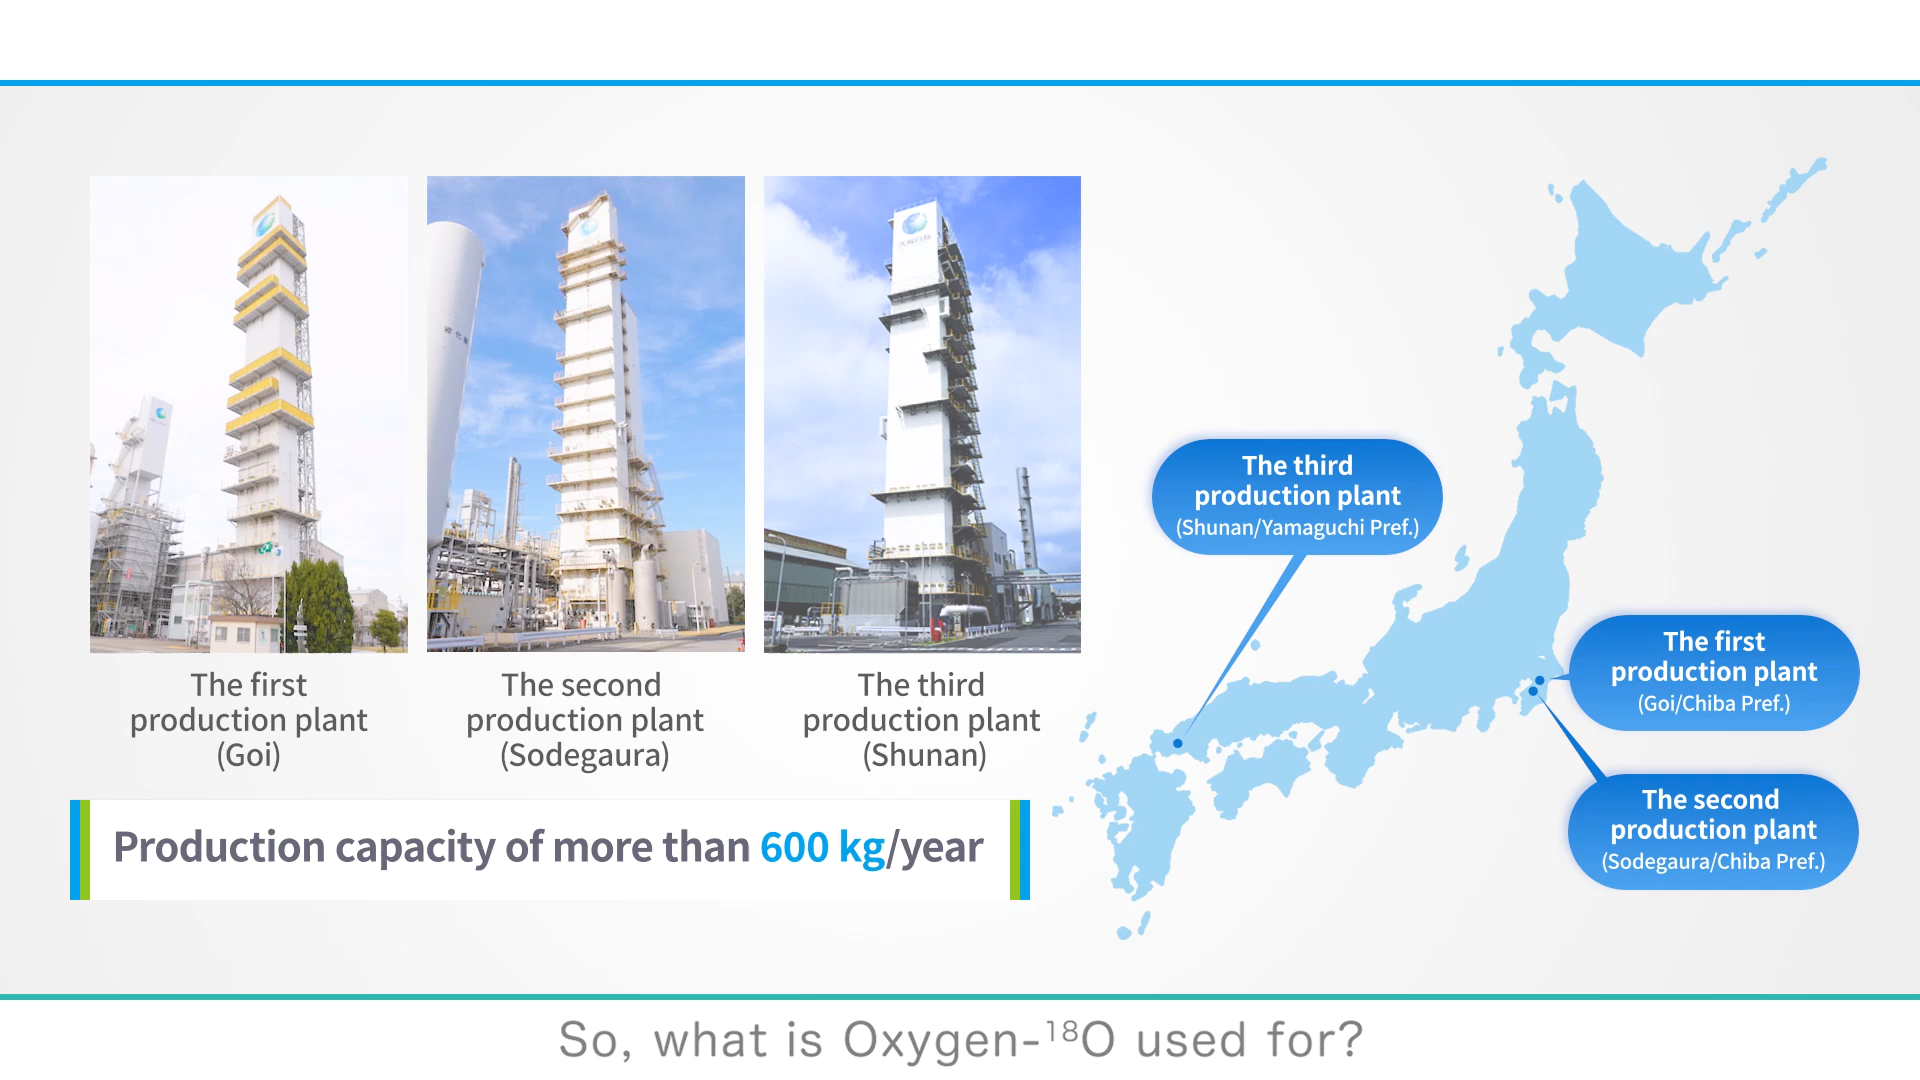 The first
production plant
(Goi)
The second
production plant
(Sodegaura)
The third
production plant
(Shunan)
Production capacity of more than 600 kg/year
The third
production plant
(Shunan/Yamaguchi Pref.)
The first
production plant
(Goi/Chiba Pref.)
The second
production plant
(Sodegaura/Chiba Pref.)
So, what is Oxygen-¹⁸O used for?